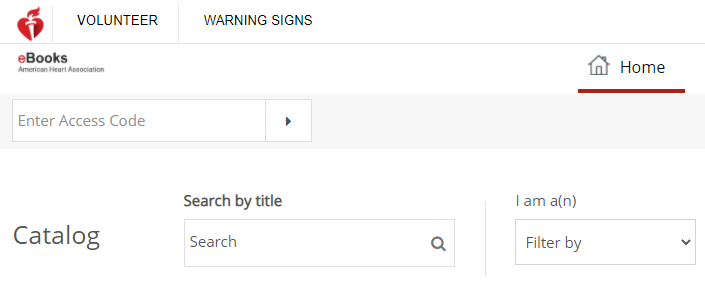 VOLUNTEER WARNING SIGNS
eBooks
American Heart Association
Home
Enter Access Code
Catalog
Search by title
Search
I am a(n)
Filter by